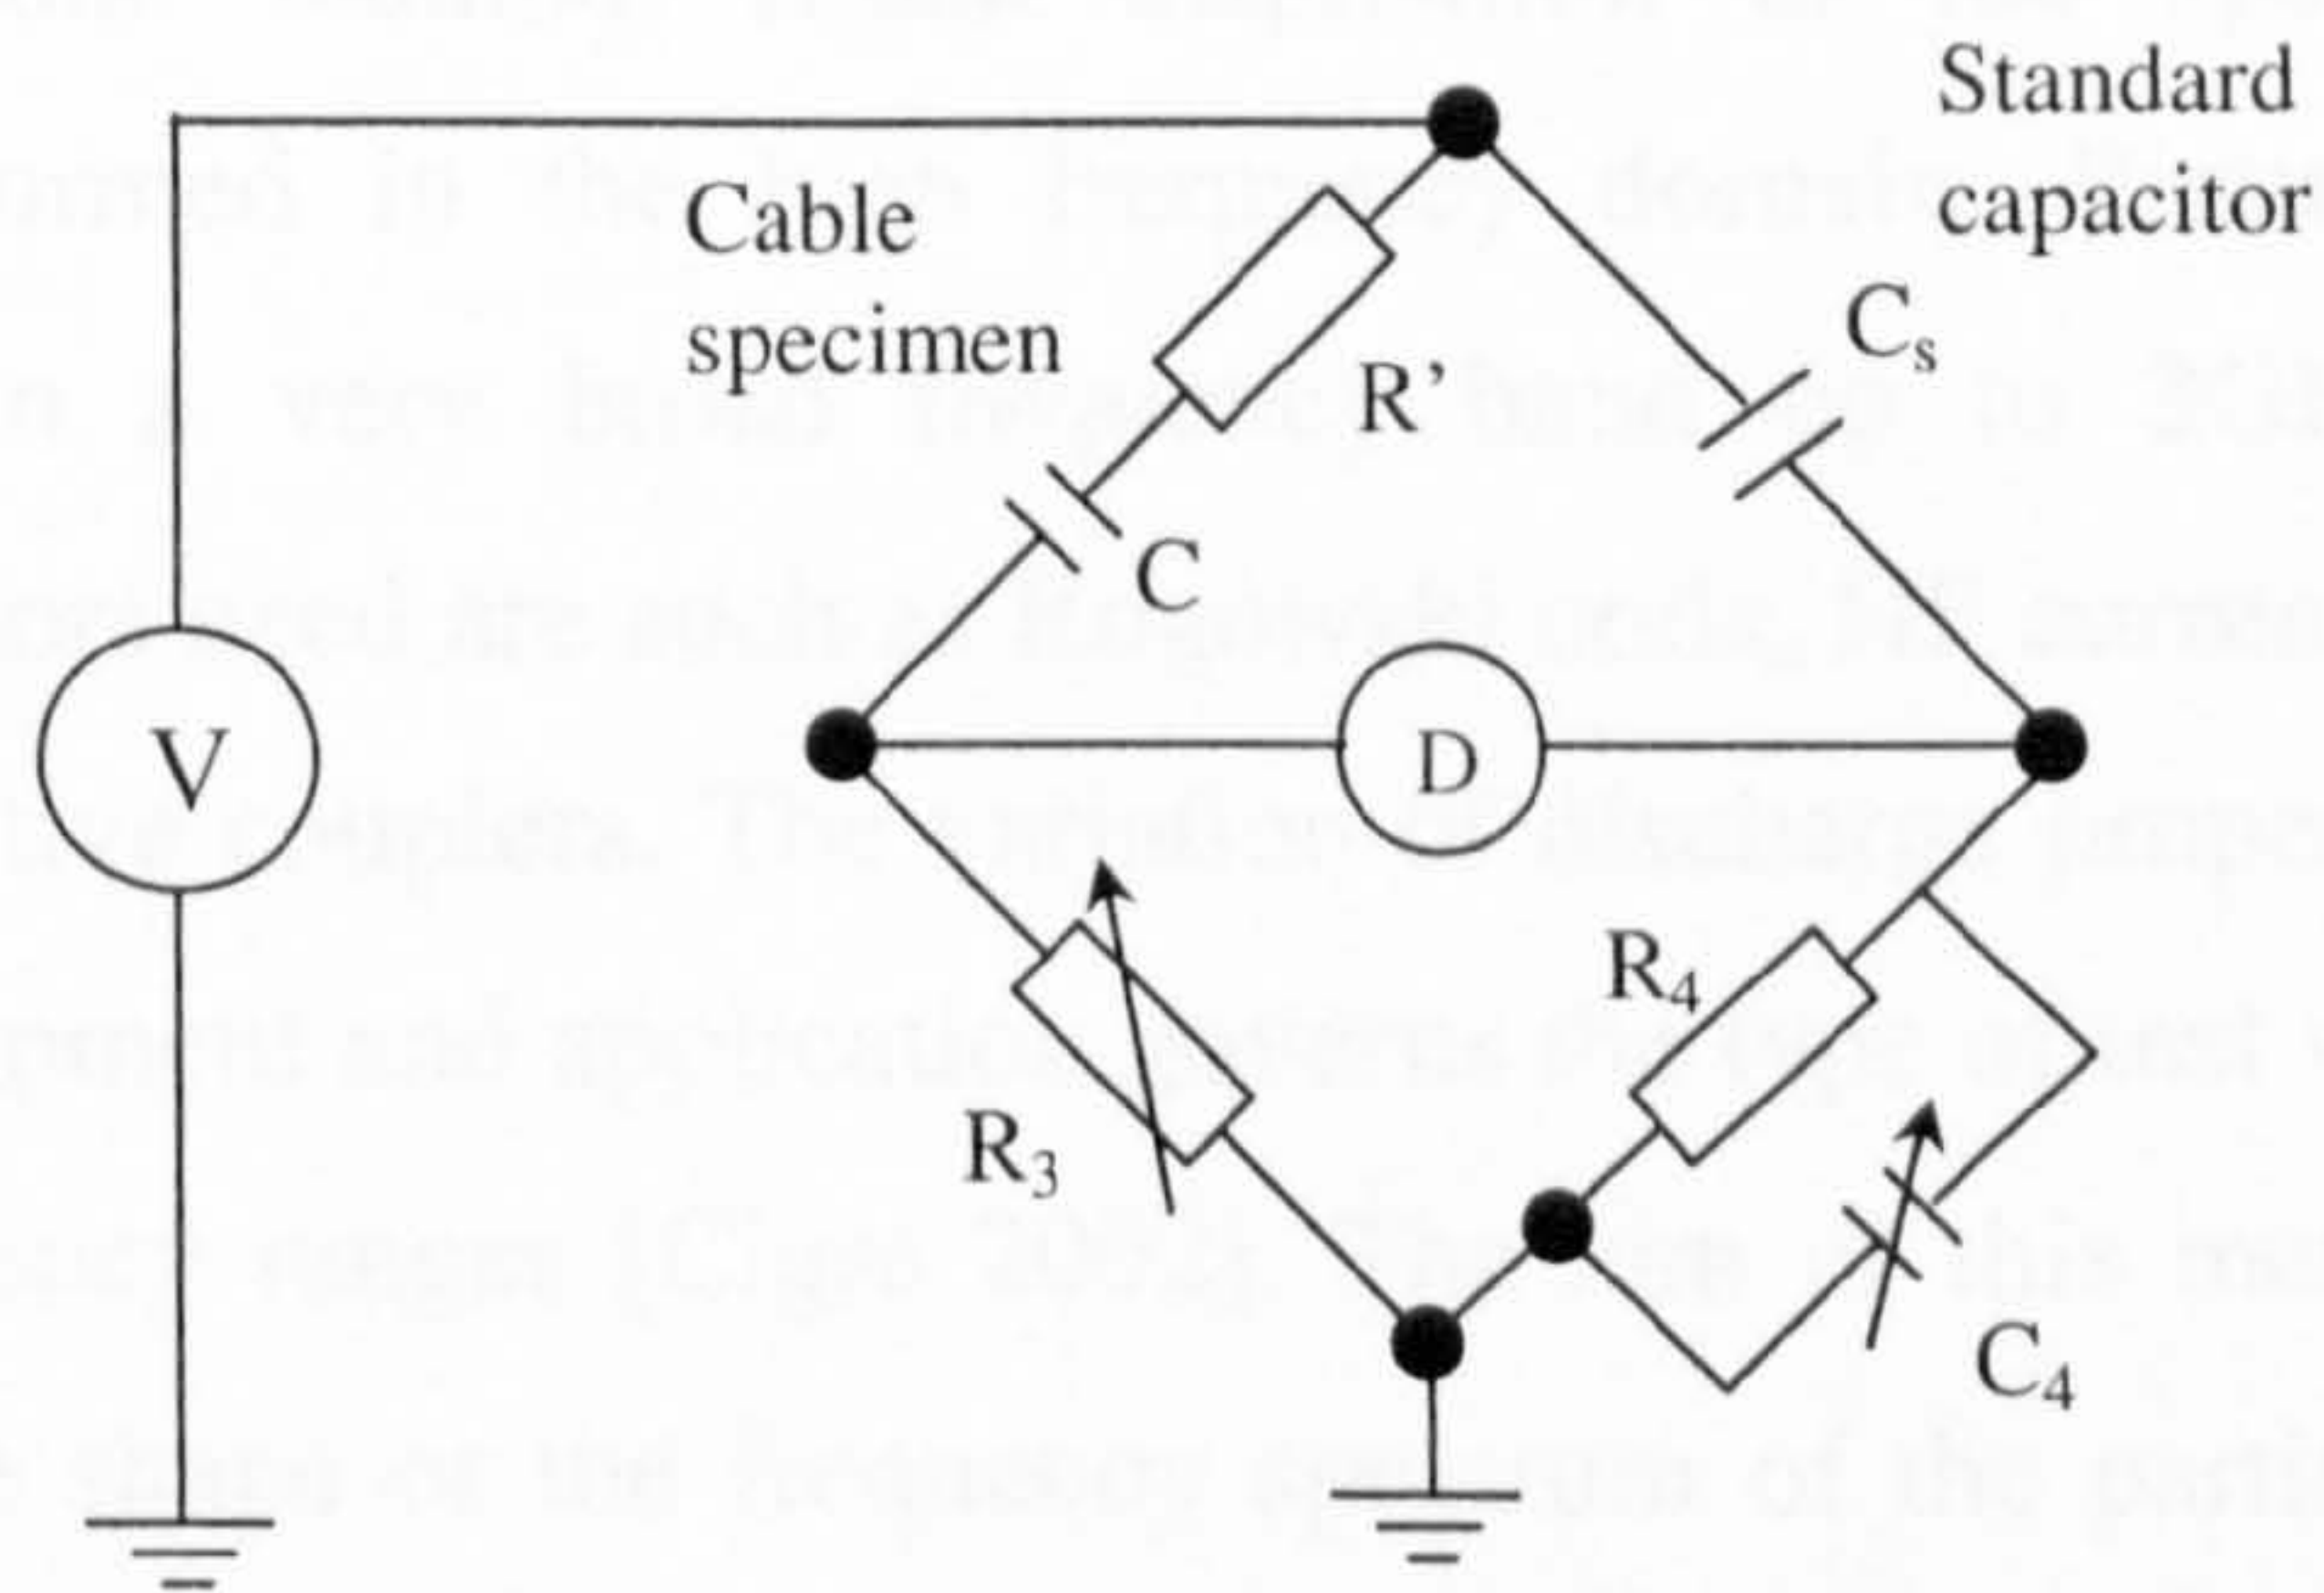 Standard
capacitor
Cable
specimen
Cₛ
R’
C
V
D
R₄
R₃
C₄